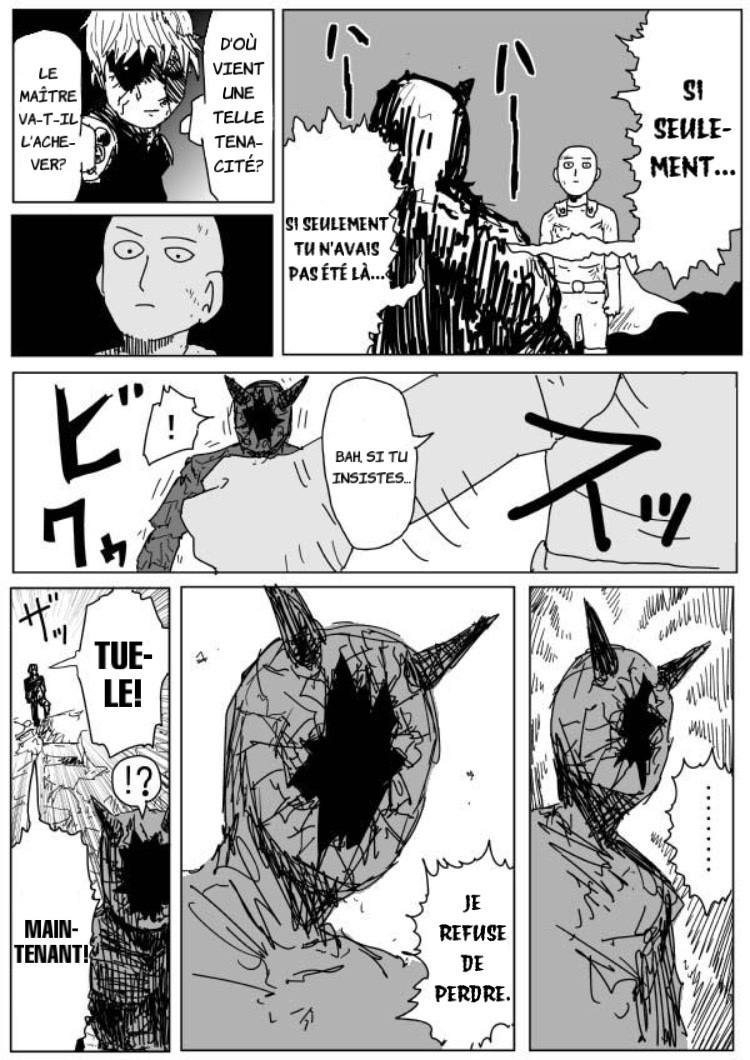 SI
SEULE-
MENT...
ハー
ハー
SI SEULEMENT
TU N'AVAIS
PAS ÉTÉ LÀ...
D'OÙ
VIENT
UNE
TELLE
TENA-
CITÉ?
LE
MAÎTRE
VA-T-IL
L'ACHE-
VER?
スイッ
BAH, SI TU
INSISTES...
!
ビクゥ
........
JE
REFUSE
DE
PERDRE.
ザッ
TUE-
LE!
!?
MAIN-
TENANT!